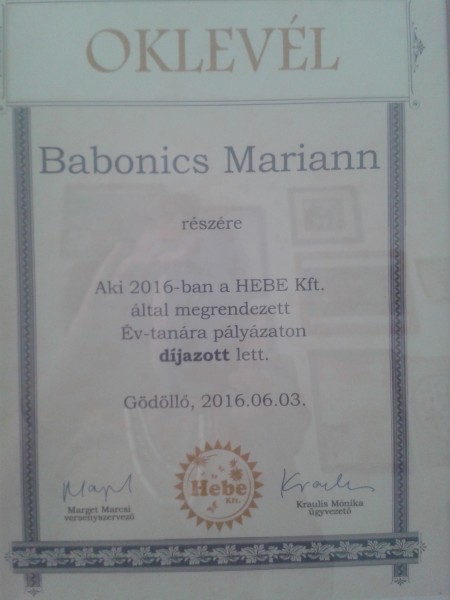 OKLEVÉL
Babonics Mariann
részére
Aki 2016-ban a HEBE Kft.
által megrendezett
Év-tanára pályázaton
díjazott lett.
Gödöllő, 2016.06.03.
Marget Marcsi
versenyszervező
Hebe
Kft.
Kraulis Mónika
ügyvezető